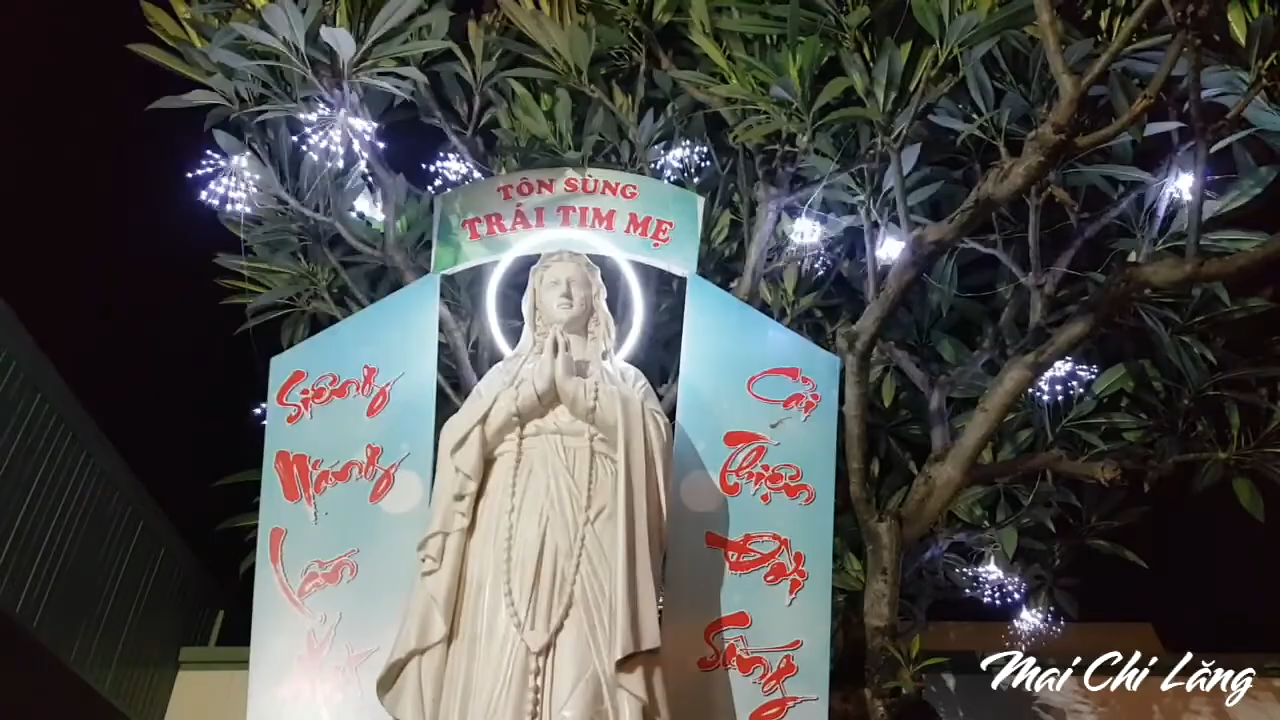 TÔN SÙNG
TRÁI TIM MẸ
Siêng
Năng
Lần
Cải
Thiện
Đời
Sống
Mai Chi Lăng